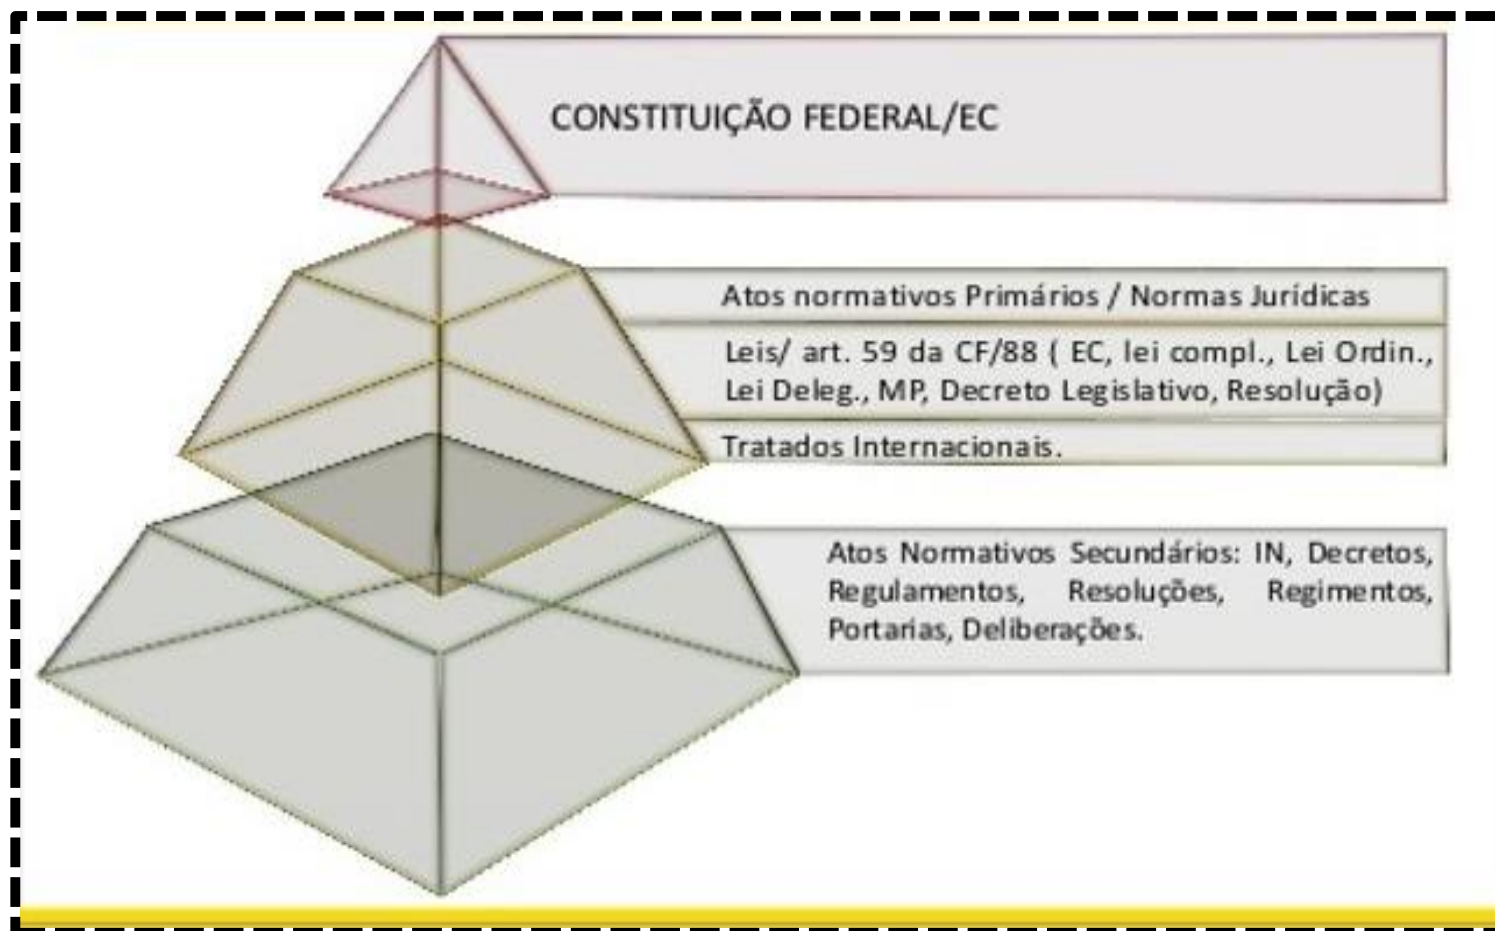 CONSTITUIÇÃO FEDERAL/EC
Atos normativos Primários / Normas Jurídicas
Leis/ art. 59 da CF/88 ( EC, lei compl., Lei Ordin.,
Lei Deleg., MP, Decreto Legislativo, Resolução)
Tratados Internacionais.
Atos Normativos Secundários: IN, Decretos,
Regulamentos, Resoluções, Regimentos,
Portarias, Deliberações.